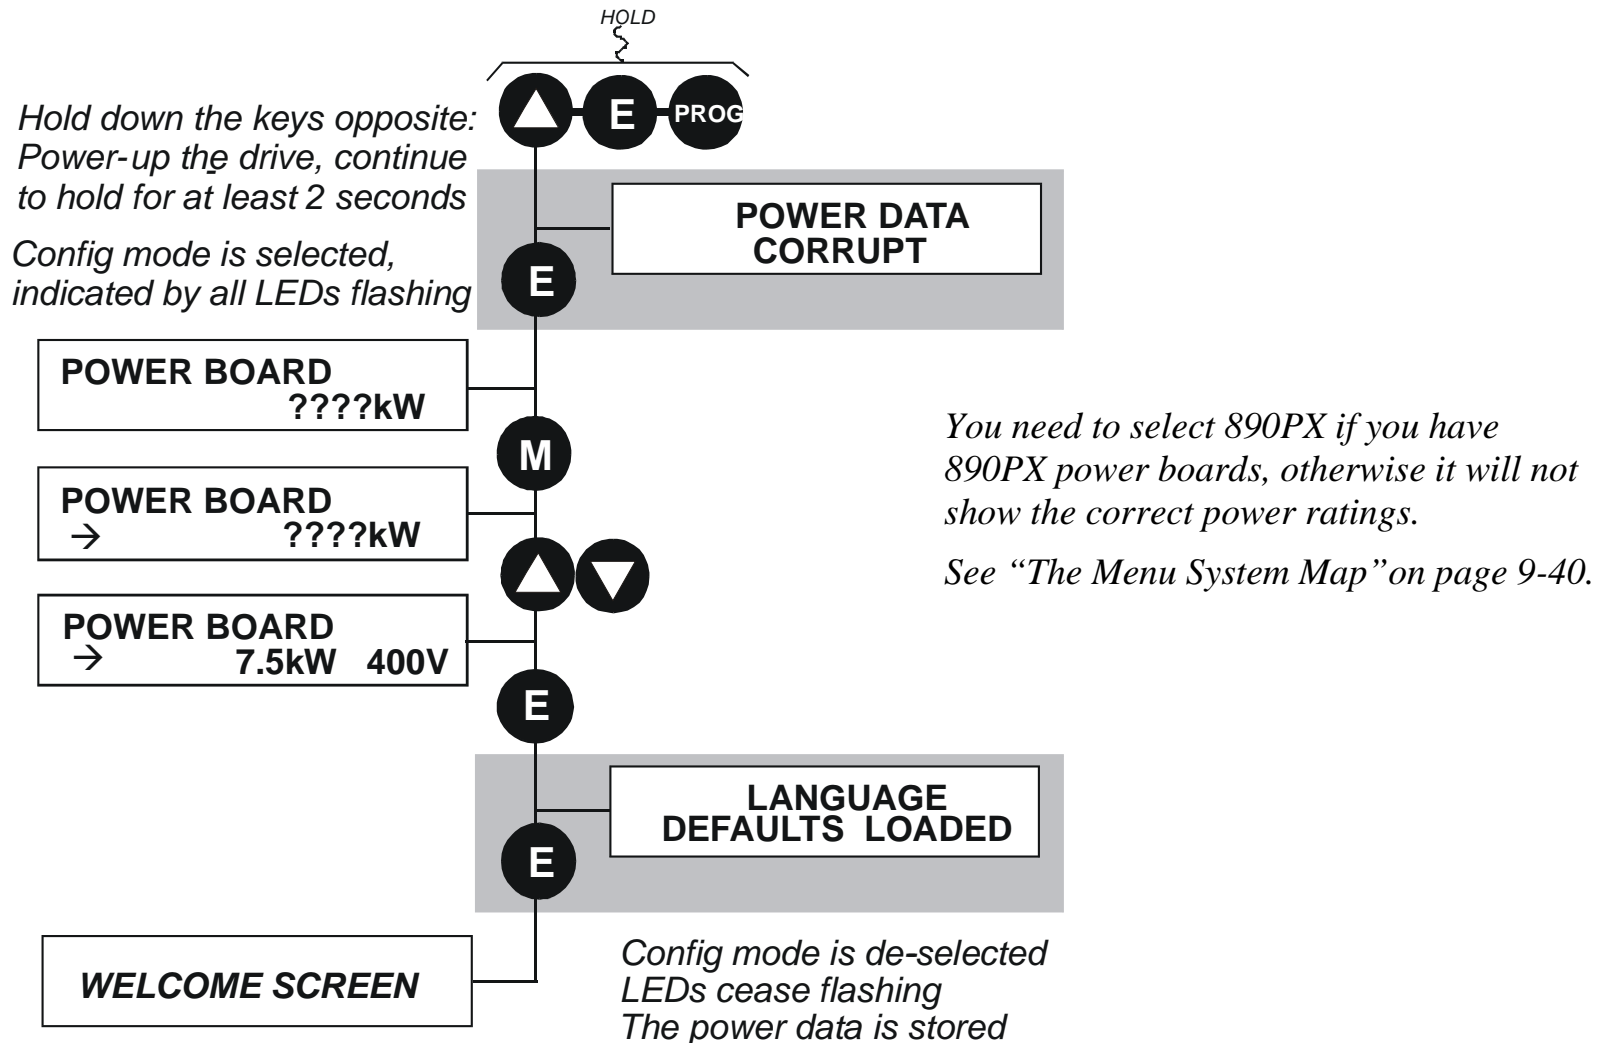 HOLD
E
PROG
Hold down the keys opposite:
Power-up the drive, continue
to hold for at least 2 seconds
POWER DATA
CORRUPT
Config mode is selected,
indicated by all LEDs flashing
E
POWER BOARD
????kW
M
POWER BOARD
→ ????kW
POWER BOARD
→ 7.5kW 400V
You need to select 890PX if you have
890PX power boards, otherwise it will not
show the correct power ratings.
See “The Menu System Map”on page 9-40.
E
LANGUAGE
DEFAULTS LOADED
E
WELCOME SCREEN
Config mode is de-selected
LEDs cease flashing
The power data is stored